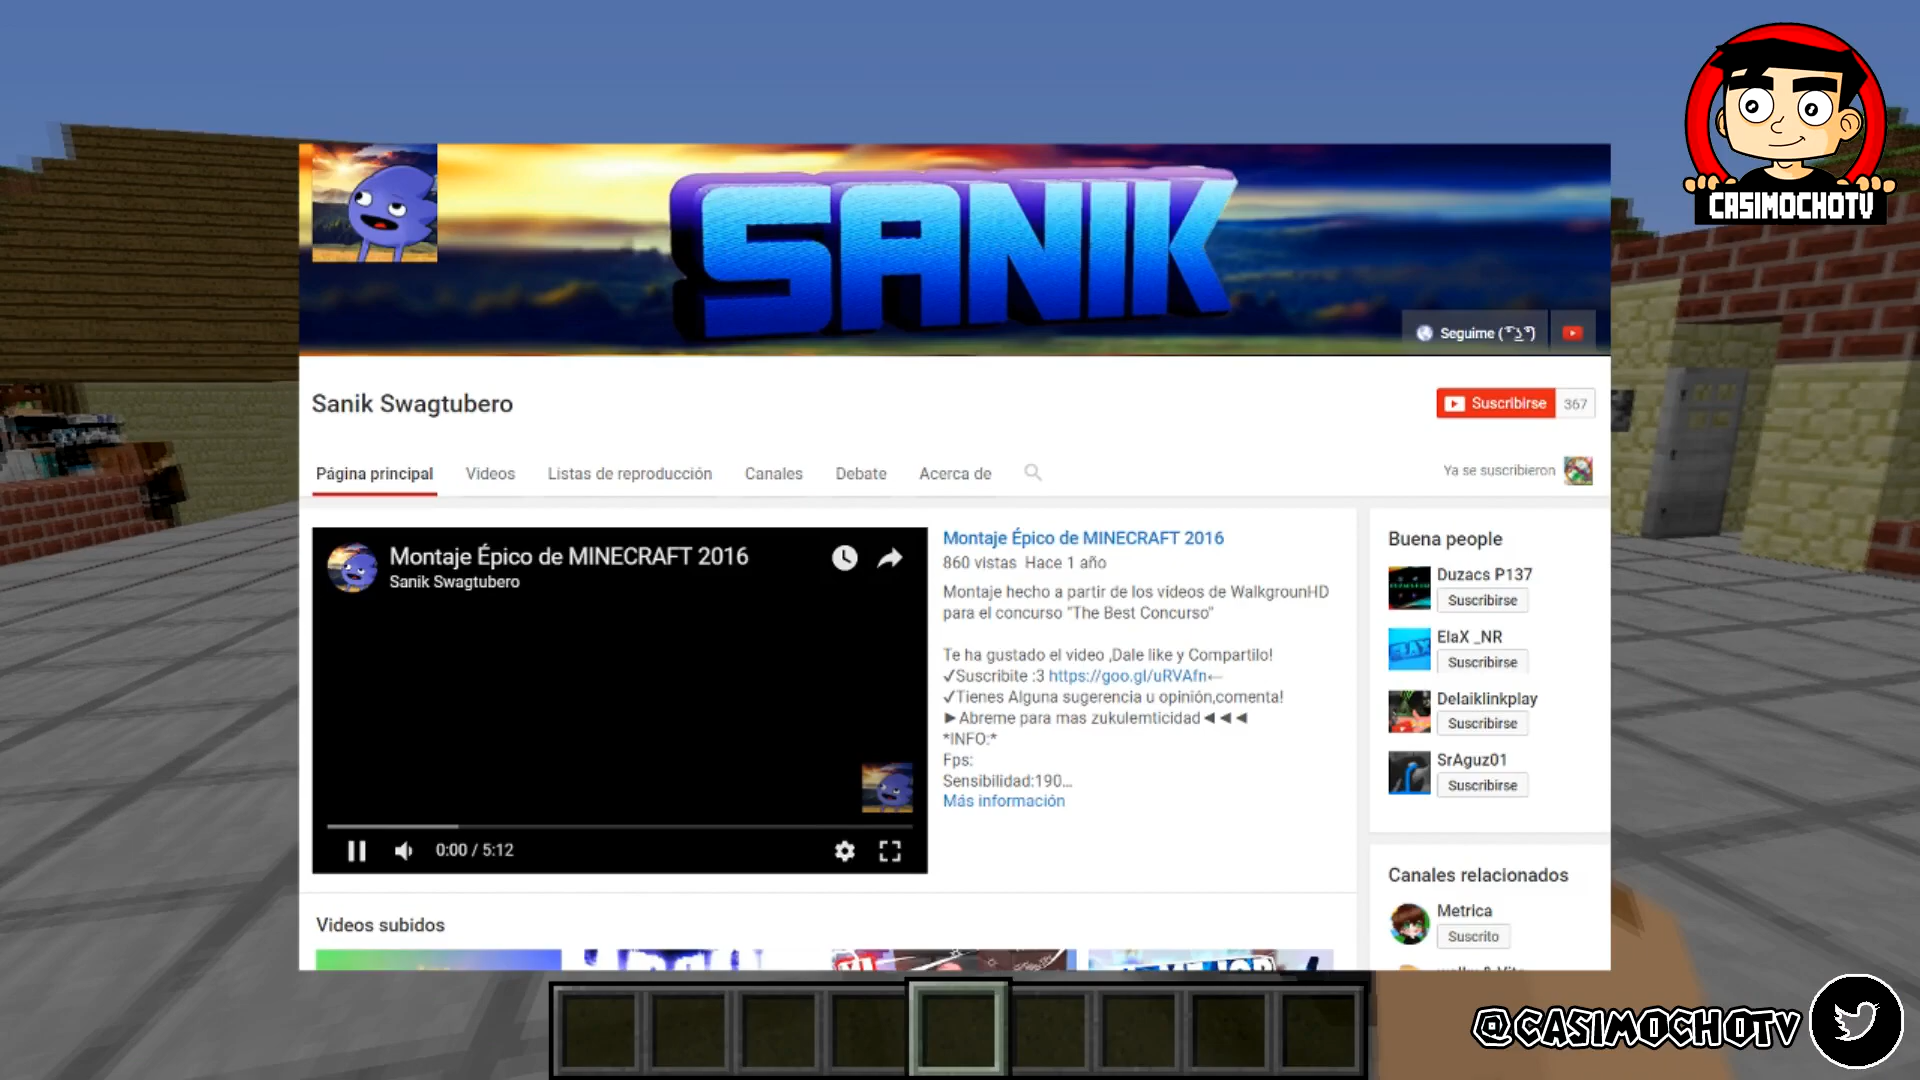 CASIMOCHOTV
SANIK
Seguime ( ͡° ͜ʖ ͡°)
Sanik Swagtubero
Suscribirse 367
Página principal Videos Listas de reproducción Canales Debate Acerca de
Ya se suscribieron
Montaje Épico de MINECRAFT 2016
Sanik Swagtubero
0:00 / 5:12
Montaje Épico de MINECRAFT 2016
860 vistas Hace 1 año
Montaje hecho a partir de los videos de WalkgrounHD
para el concurso "The Best Concurso"
Te ha gustado el video ,Dale like y Compartilo!
✓Suscribite :3 https://goo.gl/uRVAfn←
✓Tienes Alguna sugerencia u opinión,comenta!
►Abreme para mas zukulemticidad◄◄◄
*INFO:*
Fps:
Sensibilidad:190...
Más información
Buena people
Duzacs P137
Suscribirse
ElaX _NR
Suscribirse
Delaiklinkplay
Suscribirse
SrAguz01
Suscribirse
Canales relacionados
Metrica
Suscrito
Videos subidos
@CASIMOCHOTV